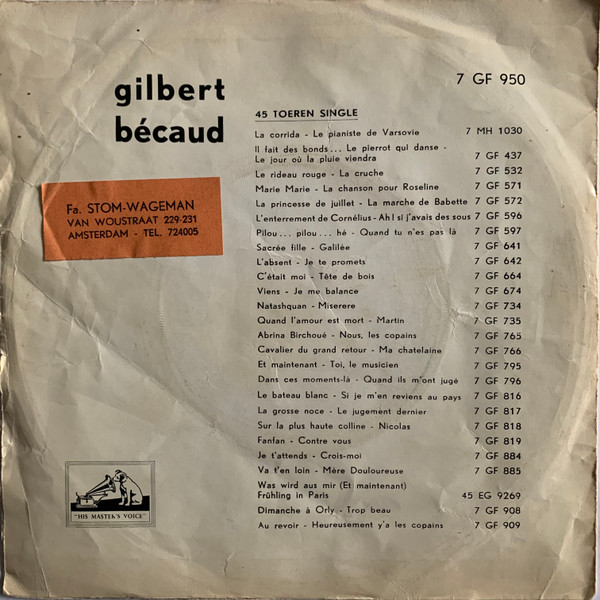 gilbert
bécaud
7 GF 950
45 TOEREN SINGLE
La corrida - Le pianiste de Varsovie 7 MH 1030
Il fait des bonds... Le pierrot qui danse -
Le jour où la pluie viendra 7 GF 437
Le rideau rouge - La cruche 7 GF 532
Marie Marie - La chanson pour Roseline 7 GF 571
La princesse de juillet - La marche de Babette 7 GF 572
L'enterrement de Cornélius - Ah! si j'avais des sous 7 GF 596
Pilou... pilou... hé - Quand tu n'es pas là 7 GF 597
Sacrée fille - Galilée 7 GF 641
L'absent - Je te promets 7 GF 642
C'était moi - Tête de bois 7 GF 664
Viens - Je me balance 7 GF 674
Natashquan - Miserere 7 GF 734
Quand l'amour est mort - Martin 7 GF 735
Abrina Birchoué - Nous, les copains 7 GF 765
Cavalier du grand retour - Ma chatelaine 7 GF 766
Et maintenant - Toi, le musicien 7 GF 795
Dans ces moments-là - Quand ils m'ont jugé 7 GF 796
Le bateau blanc - Si je m'en reviens au pays 7 GF 816
La grosse noce - Le jugement dernier 7 GF 817
Sur la plus haute colline - Nicolas 7 GF 818
Fanfan - Contre vous 7 GF 819
Je t'attends - Crois-moi 7 GF 884
Va t'en loin - Mère Douloureuse 7 GF 885
Was wird aus mir (Et maintenant)
Frühling in Paris 45 EG 9269
Dimanche à Orly - Trop beau 7 GF 908
Au revoir - Heureusement y'a les copains 7 GF 909
Fa. STOM-WAGEMAN
VAN WOUSTRAAT 229-231
AMSTERDAM - TEL. 724005
"HIS MASTER'S VOICE"